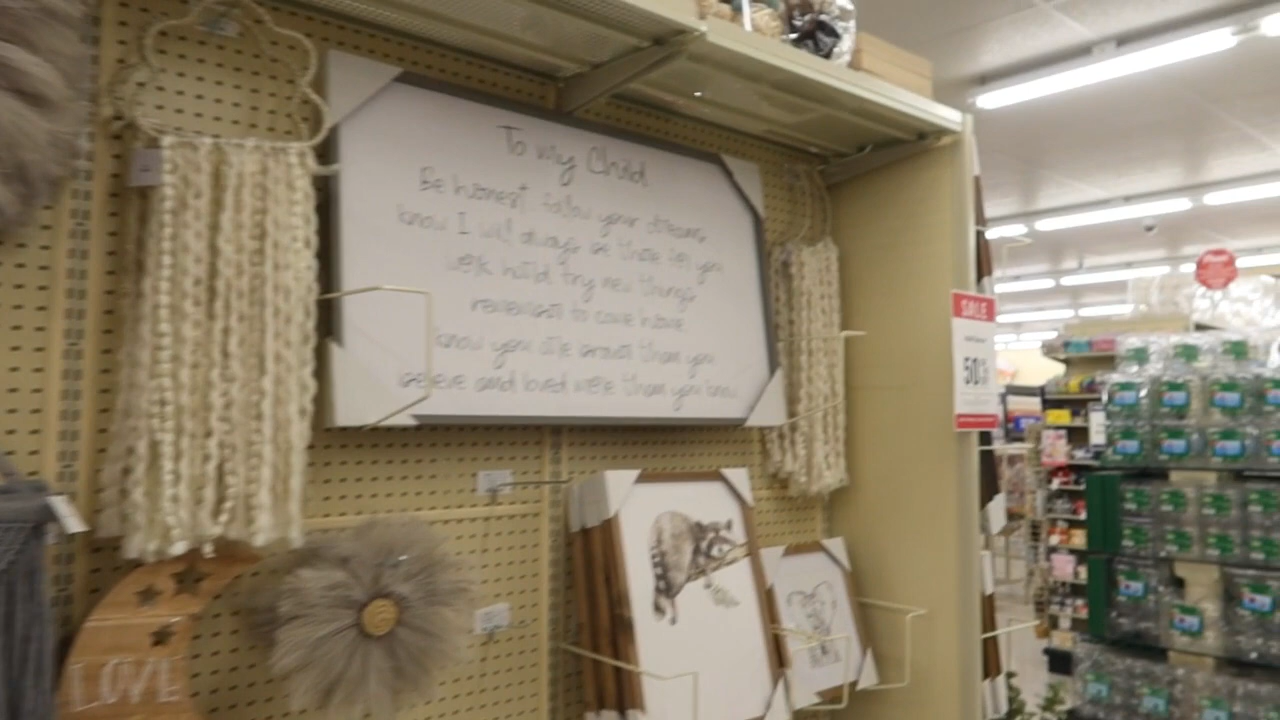 To my Child
Be honest, follow your dreams
know I will always be there for you
work hard, try new things
remember to come home
know you are braver than you
believe and loved more than you know
LOVE
SALE
50%